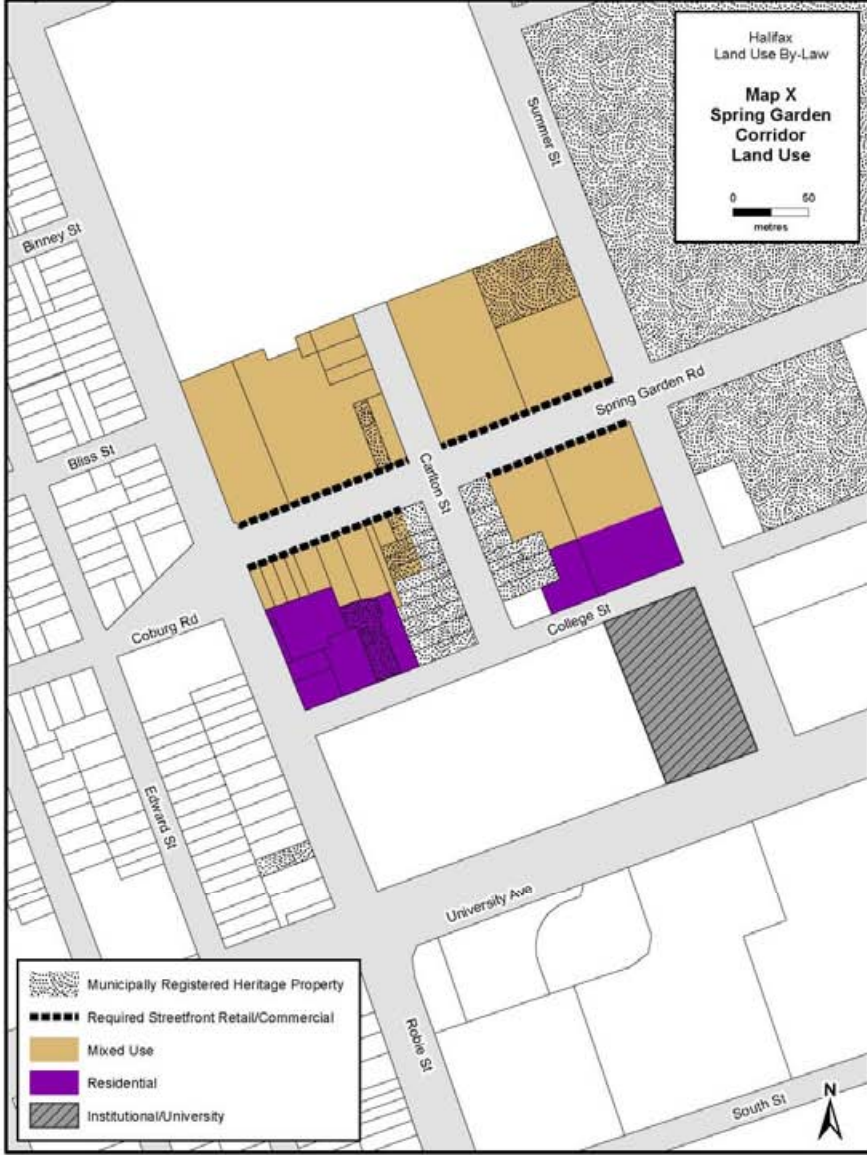 Halifax
Land Use By-Law
Map X
Spring Garden
Corridor
Land Use
0 50
metres
Summer St
Binney St
Spring Garden Rd
Bliss St
Carlton St
Coburg Rd
College St
Edward St
University Ave
Robie St
South St
N
Municipally Registered Heritage Property
Required Streetfront Retail/Commercial
Mixed Use
Residential
Institutional/University